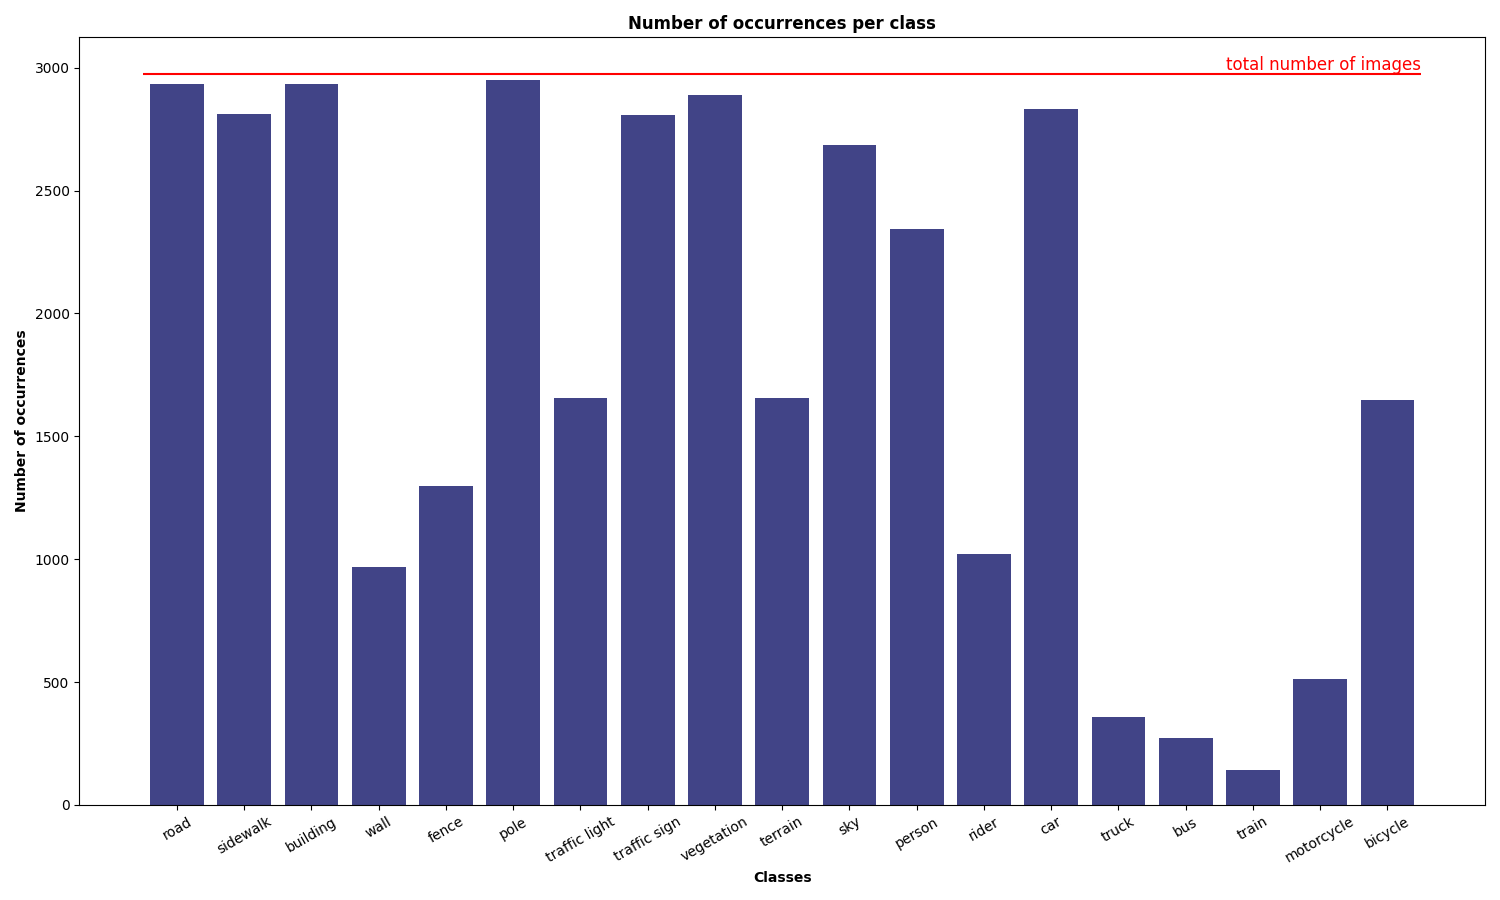 Number of occurrences per class
total number of images
3000
2500
2000
1500
1000
500
0
Number of occurrences
road
sidewalk
building
wall
fence
pole
traffic light
traffic sign
vegetation
terrain
sky
person
rider
car
truck
bus
train
motorcycle
bicycle
Classes